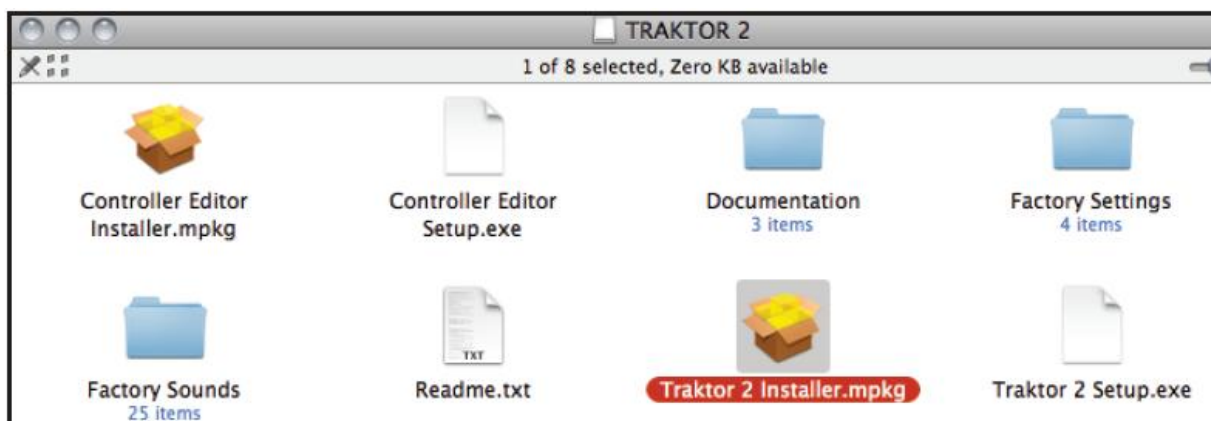 TRAKTOR 2
1 of 8 selected, Zero KB available
Controller Editor
Installer.mpkg
Controller Editor
Setup.exe
Documentation
3 items
Factory Settings
4 items
Factory Sounds
25 items
TXT
Readme.txt
Traktor 2 Installer.mpkg
Traktor 2 Setup.exe